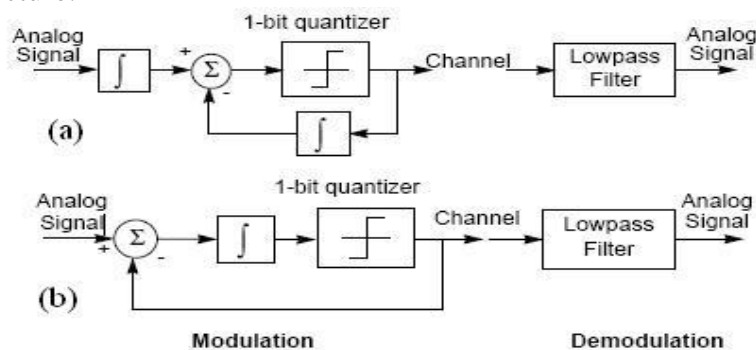 1-bit quantizer
Analog
Signal
∫
+
Σ
-
Channel
Lowpass
Filter
Analog
Signal
∫
(a)
1-bit quantizer
Analog
Signal
+
Σ
-
∫
Channel
Lowpass
Filter
Analog
Signal
(b)
Modulation
Demodulation